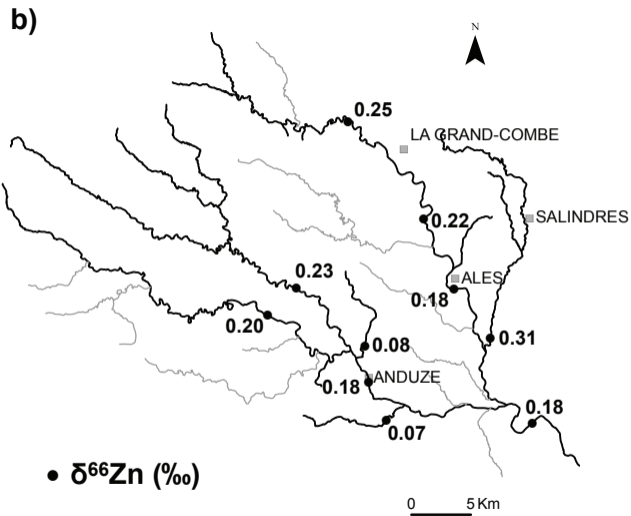 b)
N
0.25
LA GRAND-COMBE
0.22
SALINDRES
ALES
0.18
0.23
0.20
0.31
0.08
ANDUZE
0.18
0.18
0.07
δ⁶⁶Zn (‰)
0 5 Km